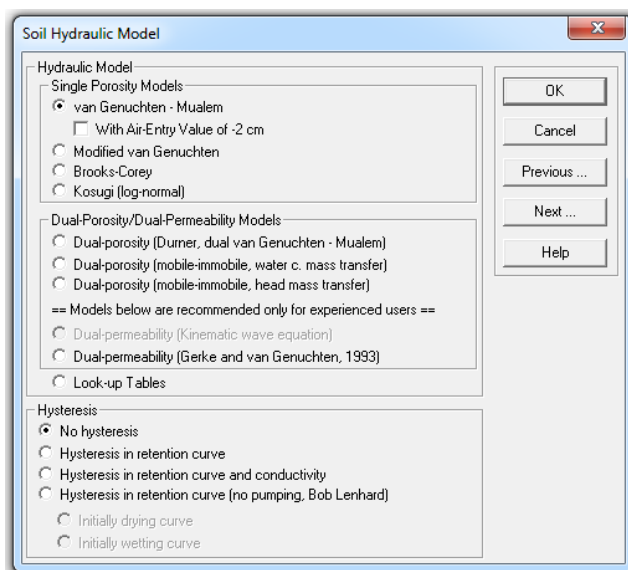 Soil Hydraulic Model
Hydraulic Model
Single Porosity Models
van Genuchten - Mualem
With Air-Entry Value of -2 cm
Modified van Genuchten
Brooks-Corey
Kosugi (log-normal)
Dual-Porosity/Dual-Permeability Models
Dual-porosity (Durner, dual van Genuchten - Mualem)
Dual-porosity (mobile-immobile, water c. mass transfer)
Dual-porosity (mobile-immobile, head mass transfer)
== Models below are recommended only for experienced users ==
Dual-permeability (Kinematic wave equation)
Dual-permeability (Gerke and van Genuchten, 1993)
Look-up Tables
Hysteresis
No hysteresis
Hysteresis in retention curve
Hysteresis in retention curve and conductivity
Hysteresis in retention curve (no pumping, Bob Lenhard)
Initially drying curve
Initially wetting curve
OK
Cancel
Previous ...
Next ...
Help